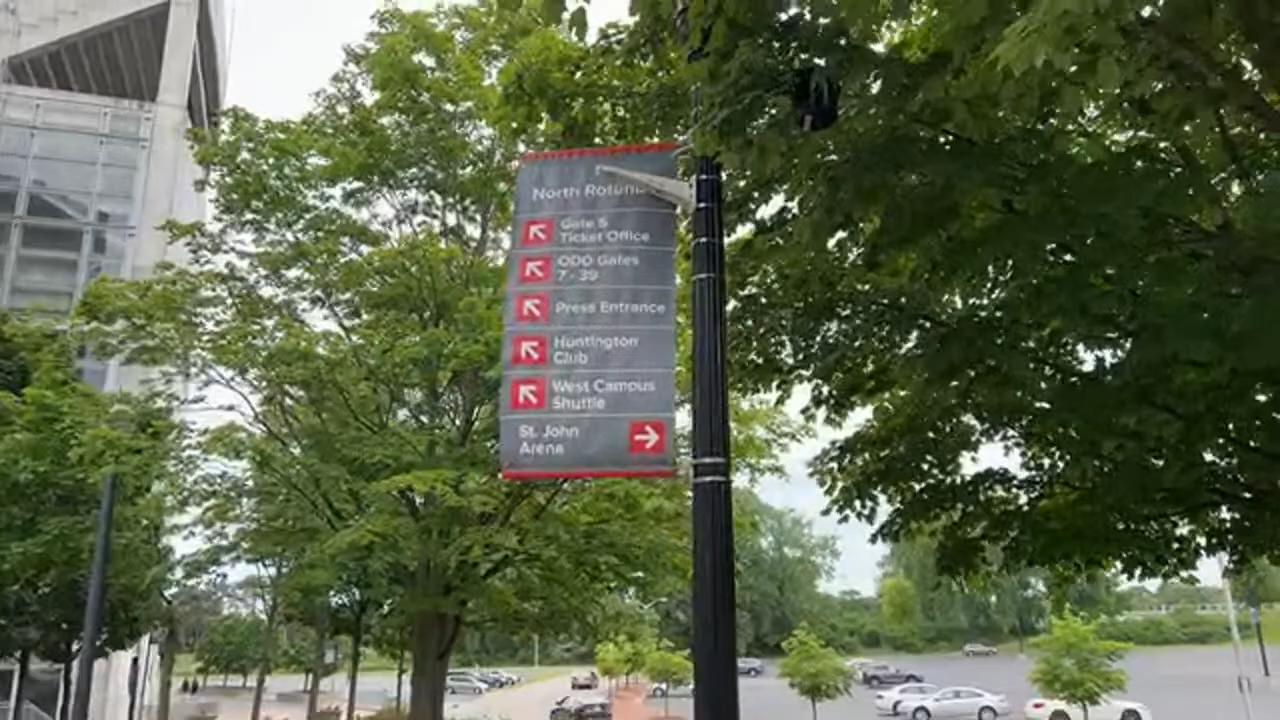 North Rotunda
Gate 5
Ticket Office
ODD Gates
7 - 39
Press Entrance
Huntington
Club
West Campus
Shuttle
St. John
Arena